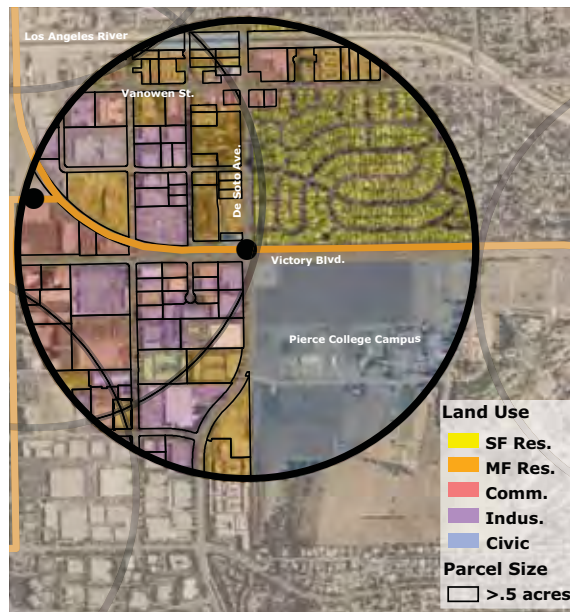 Los Angeles River
Vanowen St.
De Soto Ave.
Victory Blvd.
Pierce College Campus
Land Use
SF Res.
MF Res.
Comm.
Indus.
Civic
Parcel Size
>.5 acres